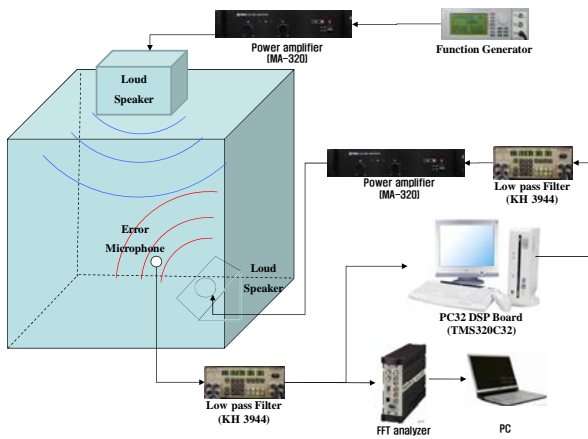 Power amplifier
(MA-320)
Function Generator
Loud
Speaker
Power amplifier
(MA-320)
Low pass Filter
(KH 3944)
Error
Microphone
Loud
Speaker
PC32 DSP Board
(TMS320C32)
Low pass Filter
(KH 3944)
FFT analyzer
PC